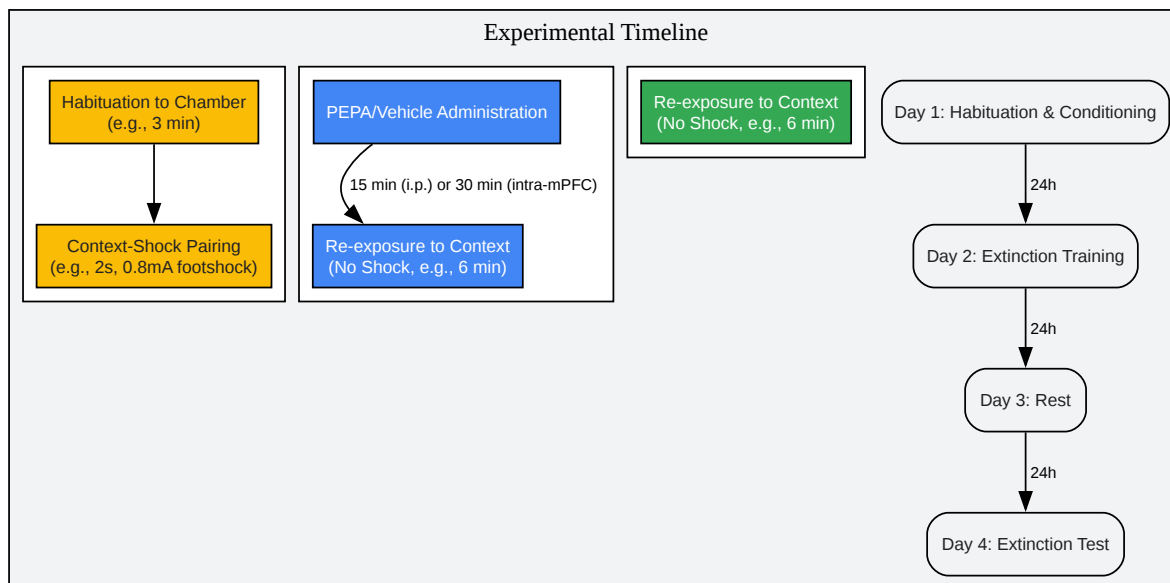 Experimental Timeline
Habituation to Chamber
(e.g., 3 min)
Context-Shock Pairing
(e.g., 2s, 0.8mA footshock)
PEPA/Vehicle Administration
15 min (i.p.) or 30 min (intra-mPFC)
Re-exposure to Context
(No Shock, e.g., 6 min)
Re-exposure to Context
(No Shock, e.g., 6 min)
Day 1: Habituation & Conditioning
24h
Day 2: Extinction Training
24h
Day 3: Rest
24h
Day 4: Extinction Test